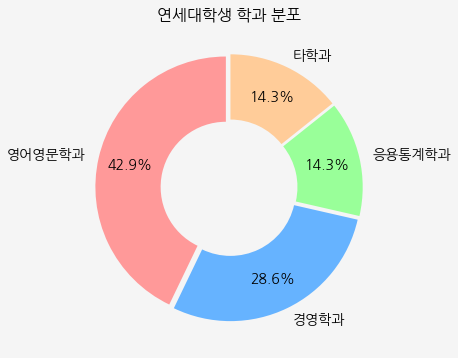 연세대학생 학과 분포
타학과
14.3%
영어영문학과
42.9%
14.3%
응용통계학과
28.6%
경영학과